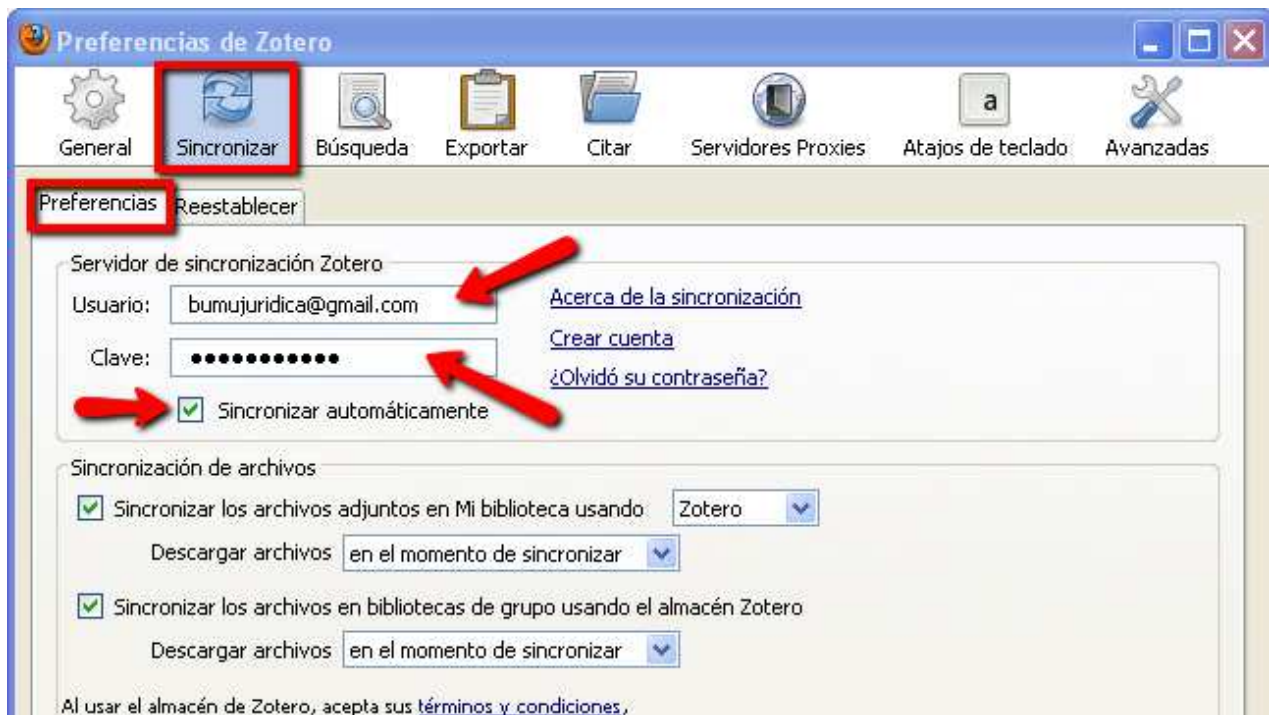 Preferencias de Zotero
General Sincronizar Búsqueda Exportar Citar Servidores Proxies a Atajos de teclado Avanzadas
Preferencias Reestablecer
Servidor de sincronización Zotero
Usuario: bumujuridica@gmail.com Acerca de la sincronización
Crear cuenta
Clave: ●●●●●●●●●●●
¿Olvidó su contraseña?
Sincronizar automáticamente
Sincronización de archivos
Sincronizar los archivos adjuntos en Mi biblioteca usando Zotero
Descargar archivos en el momento de sincronizar
Sincronizar los archivos en bibliotecas de grupo usando el almacén Zotero
Descargar archivos en el momento de sincronizar
Al usar el almacén de Zotero, acepta sus términos y condiciones,